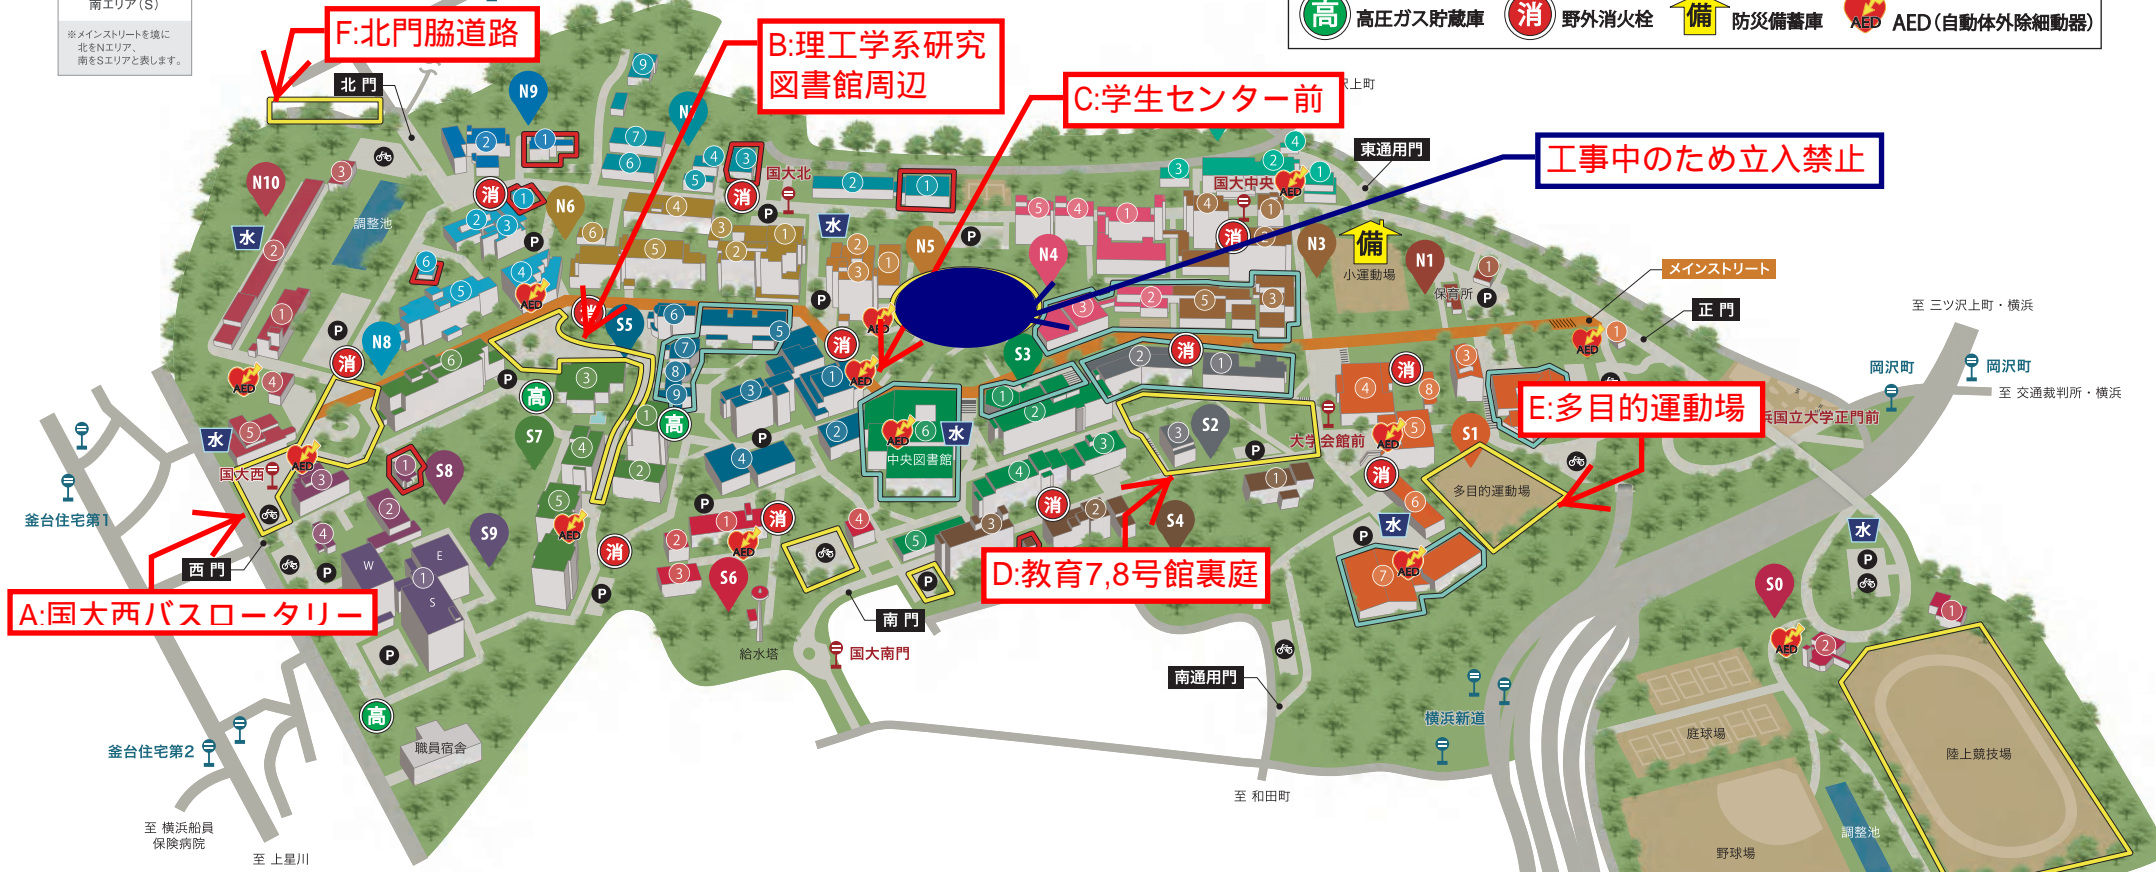 南エリア(S)
※メインストリートを境に
北をNエリア、
南をSエリアと表します。
高 高圧ガス貯蔵庫
消 野外消火栓
備 防災備蓄庫
AED AED(自動体外除細動器)
F:北門脇道路
B:理工学系研究
図書館周辺
C:学生センター前
工事中のため立入禁止
E:多目的運動場
D:教育7,8号館裏庭
A:国大西バスロータリー
北門
東通用門
正門
西門
南門
南通用門
メインストリート
国大北
国大中央
国大西
国大南門
大学会館前
浜国立大学正門前
沢上町
岡沢町
岡沢町
至 三ツ沢上町・横浜
至 交通裁判所・横浜
釜台住宅第1
釜台住宅第2
至 横浜船員
保険病院
至 上星川
至 和田町
横浜新道
調整池
小運動場
保育所
中央図書館
多目的運動場
給水塔
職員宿舎
庭球場
野球場
陸上競技場
調整池
N10
N9
N8
N6
N5
N4
N3
N1
S0
S1
S2
S3
S4
S5
S6
S7
S8
S9
W
E
S